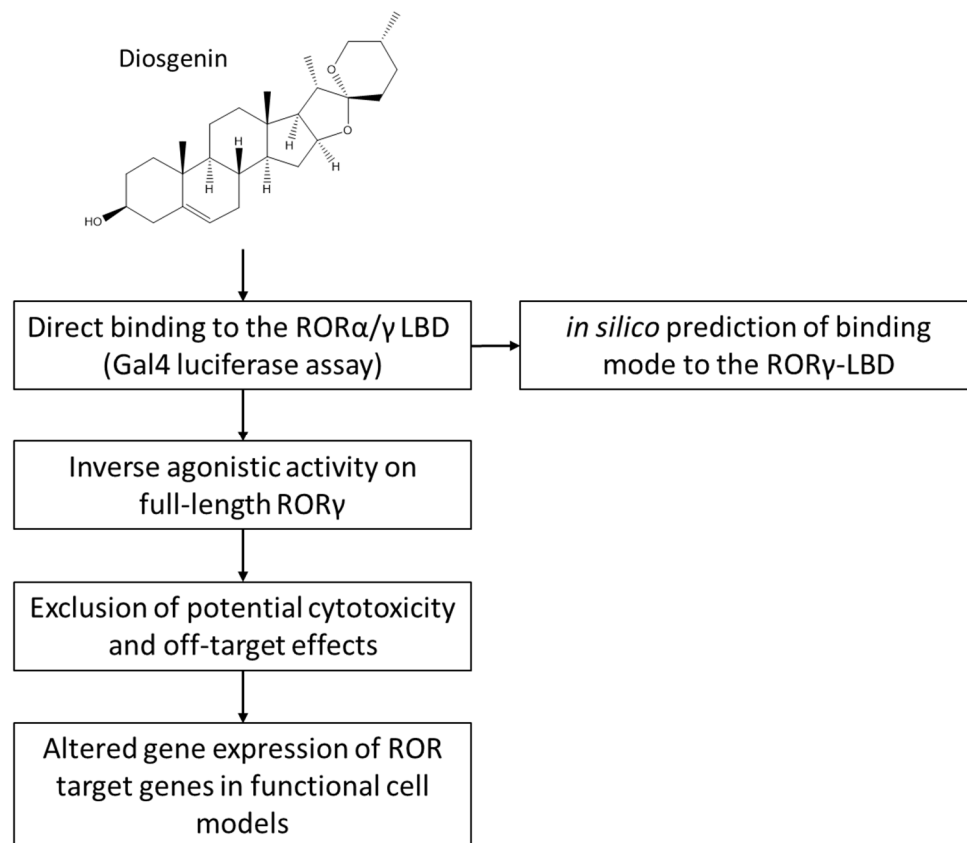 Diosgenin
O
O
H
H
H
H
H
HO
Direct binding to the RORα/γ LBD
(Gal4 luciferase assay)
in silico prediction of binding
mode to the RORγ-LBD
Inverse agonistic activity on
full-length RORγ
Exclusion of potential cytotoxicity
and off-target effects
Altered gene expression of ROR
target genes in functional cell
models